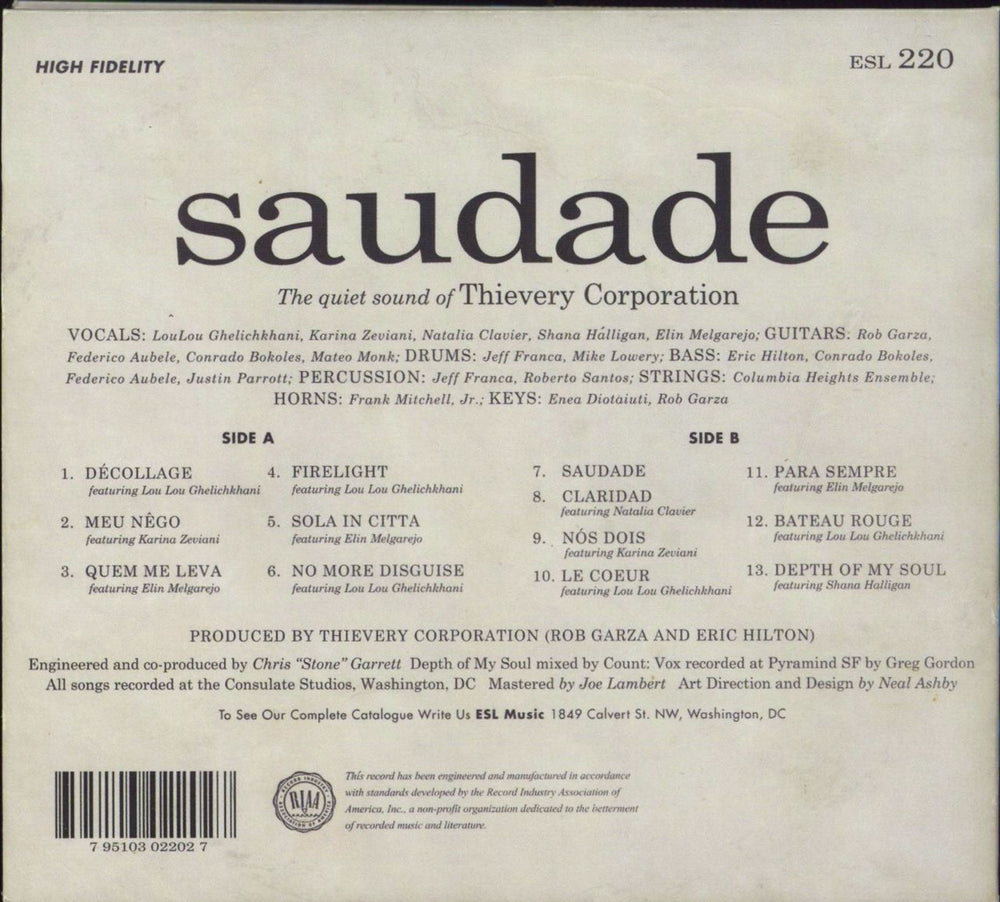 HIGH FIDELITY
ESL 220
saudade
The quiet sound of Thievery Corporation
VOCALS: LouLou Ghelichkhani, Karina Zeviani, Natalia Clavier, Shana Halligan, Elin Melgarejo; GUITARS: Rob Garza,
Federico Aubele, Conrado Bokoles, Mateo Monk; DRUMS: Jeff Franca, Mike Lowery; BASS: Eric Hilton, Conrado Bokoles,
Federico Aubele, Justin Parrott; PERCUSSION: Jeff Franca, Roberto Santos; STRINGS: Columbia Heights Ensemble;
HORNS: Frank Mitchell, Jr.; KEYS: Enea Diotaiuti, Rob Garza
SIDE A
1. DÉCOLLAGE
featuring Lou Lou Ghelichkhani
2. MEU NÊGO
featuring Karina Zeviani
3. QUEM ME LEVA
featuring Elin Melgarejo
4. FIRELIGHT
featuring Lou Lou Ghelichkhani
5. SOLA IN CITTA
featuring Elin Melgarejo
6. NO MORE DISGUISE
featuring Lou Lou Ghelichkhani
SIDE B
7. SAUDADE
8. CLARIDAD
featuring Natalia Clavier
9. NÓS DOIS
featuring Karina Zeviani
10. LE COEUR
featuring Lou Lou Ghelichkhani
11. PARA SEMPRE
featuring Elin Melgarejo
12. BATEAU ROUGE
featuring Lou Lou Ghelichkhani
13. DEPTH OF MY SOUL
featuring Shana Halligan
PRODUCED BY THIEVERY CORPORATION (ROB GARZA AND ERIC HILTON)
Engineered and co-produced by Chris "Stone" Garrett Depth of My Soul mixed by Count: Vox recorded at Pyramind SF by Greg Gordon
All songs recorded at the Consulate Studios, Washington, DC Mastered by Joe Lambert Art Direction and Design by Neal Ashby
To See Our Complete Catalogue Write Us ESL Music 1849 Calvert St. NW, Washington, DC
7 95103 02202 7
RECORD INDUSTRY
RIAA
ASSOCIATION OF AMERICA
This record has been engineered and manufactured in accordance
with standards developed by the Record Industry Association of
America, Inc., a non-profit organization dedicated to the betterment
of recorded music and literature.